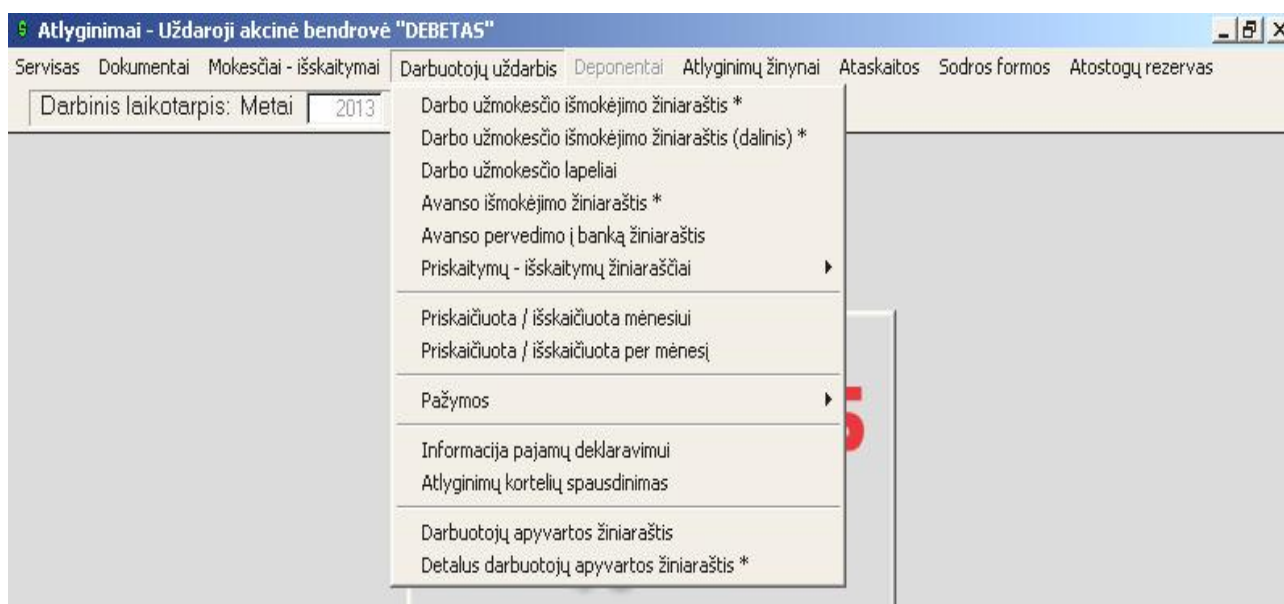 Atlyginimai - Uždaroji akcinė bendrovė "DEBETAS"
Servisas Dokumentai Mokesčiai - išskaitymai Darbuotojų uždarbis Deponentai Atlyginimų žinynai Ataskaitos Sodros formos Atostogų rezervas
Darbinis laikotarpis: Metai 2013
Darbo užmokesčio išmokėjimo žiniaraštis *
Darbo užmokesčio išmokėjimo žiniaraštis (dalinis) *
Darbo užmokesčio lapeliai
Avanso išmokėjimo žiniaraštis *
Avanso pervedimo į banką žiniaraštis
Priskaitymų - išskaitymų žiniaraščiai
Priskaičiuota / išskaičiuota mėnesiui
Priskaičiuota / išskaičiuota per mėnesį
Pažymos
Informacija pajamų deklaravimui
Atlyginimų kortelių spausdinimas
Darbuotojų apyvartos žiniaraštis
Detalus darbuotojų apyvartos žiniaraštis *